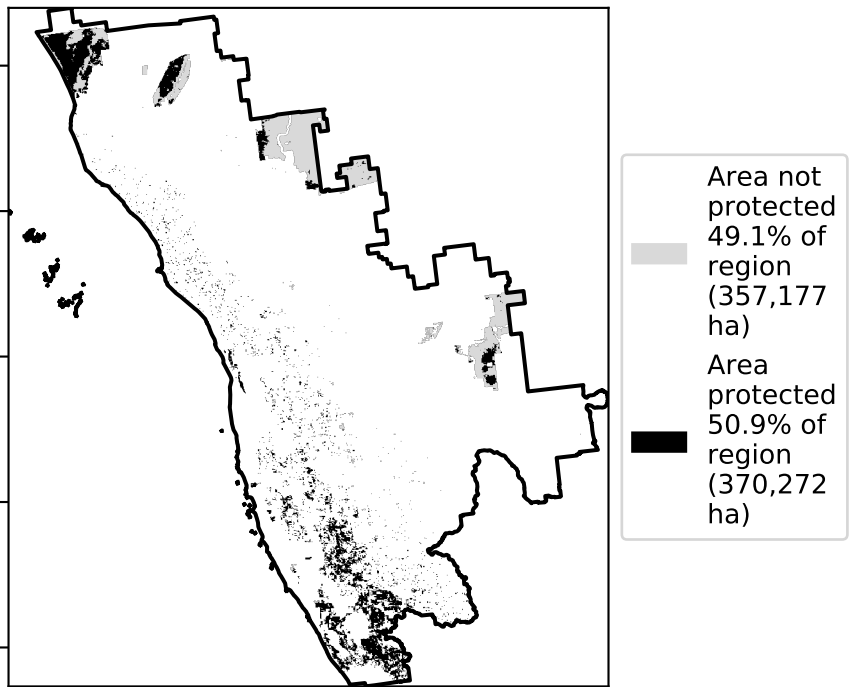 Area not
protected
49.1% of
region
(357,177
ha)
Area
protected
50.9% of
region
(370,272
ha)